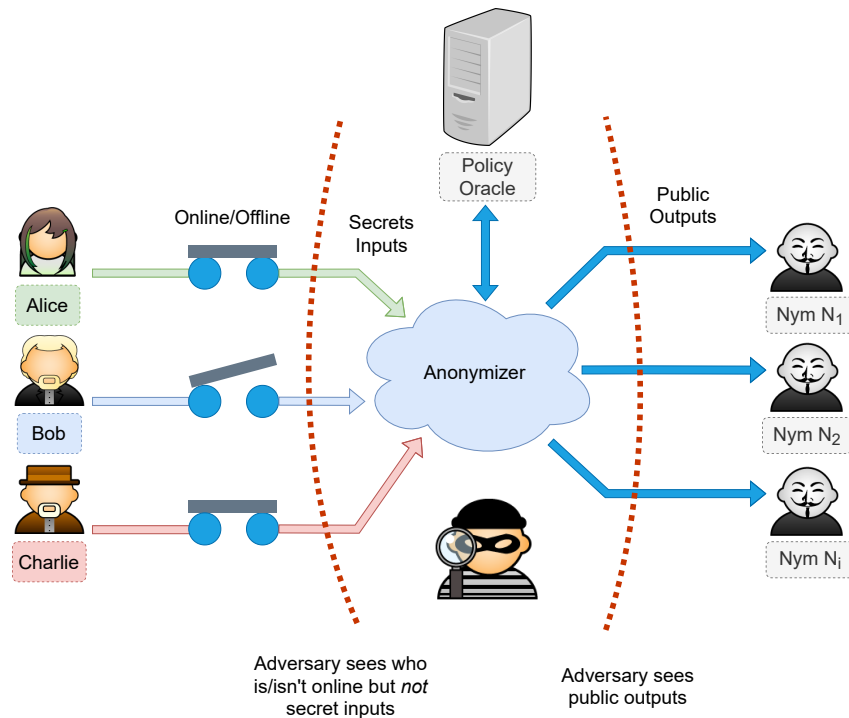 Policy
Oracle
Online/Offline
Secrets
Inputs
Public
Outputs
Alice
Anonymizer
Nym N₁
Bob
Nym N₂
Charlie
Nym Nᵢ
Adversary sees who
is/isn't online but not
secret inputs
Adversary sees
public outputs